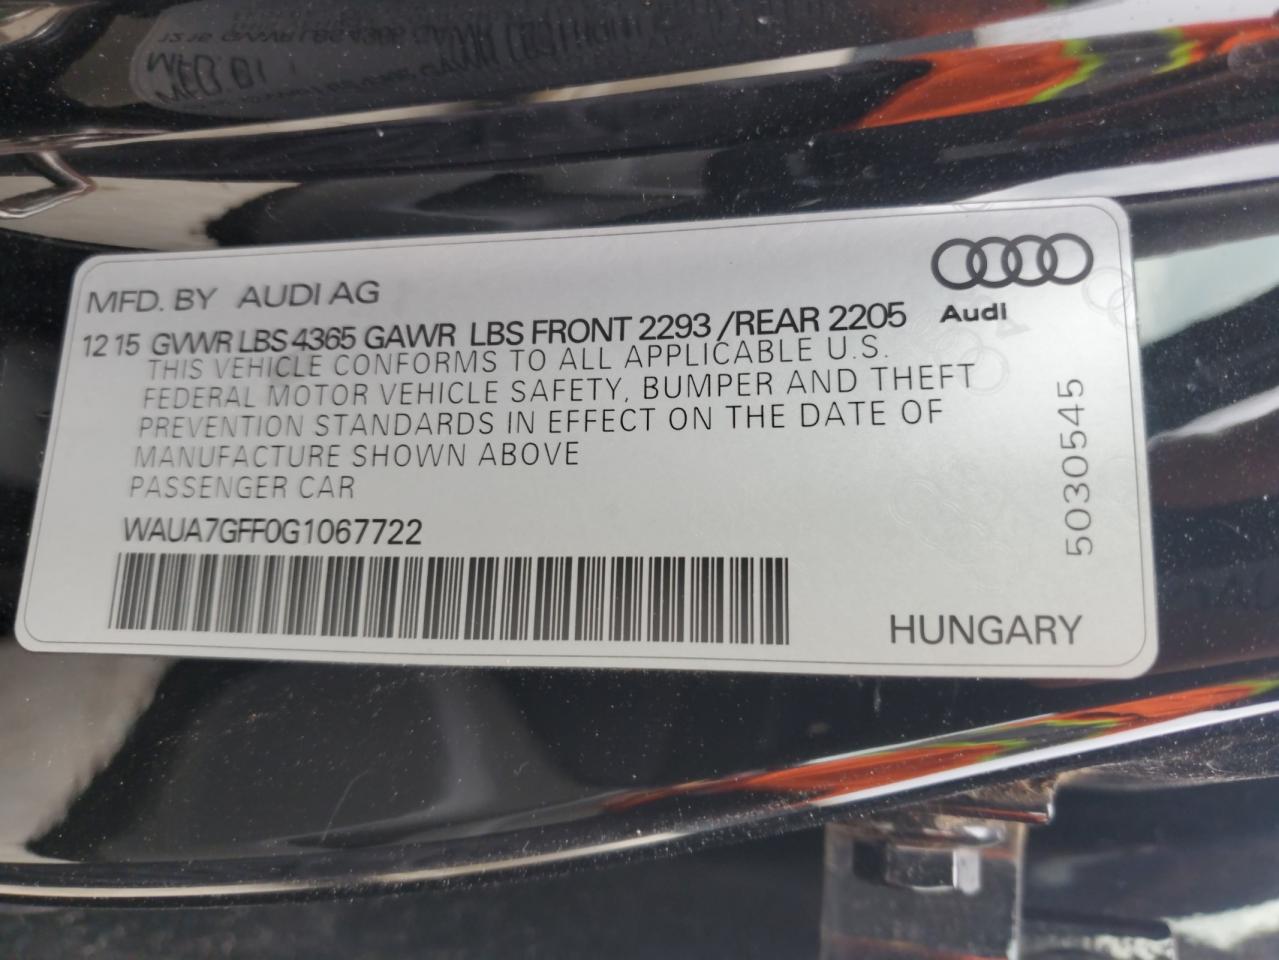 MFD. BY AUDI AG
Audi
12 15 GVWR LBS 4365 GAWR LBS FRONT 2293 /REAR 2205
THIS VEHICLE CONFORMS TO ALL APPLICABLE U.S.
FEDERAL MOTOR VEHICLE SAFETY, BUMPER AND THEFT
PREVENTION STANDARDS IN EFFECT ON THE DATE OF
MANUFACTURE SHOWN ABOVE
PASSENGER CAR
WAUA7GFF0G1067722
5030545
HUNGARY